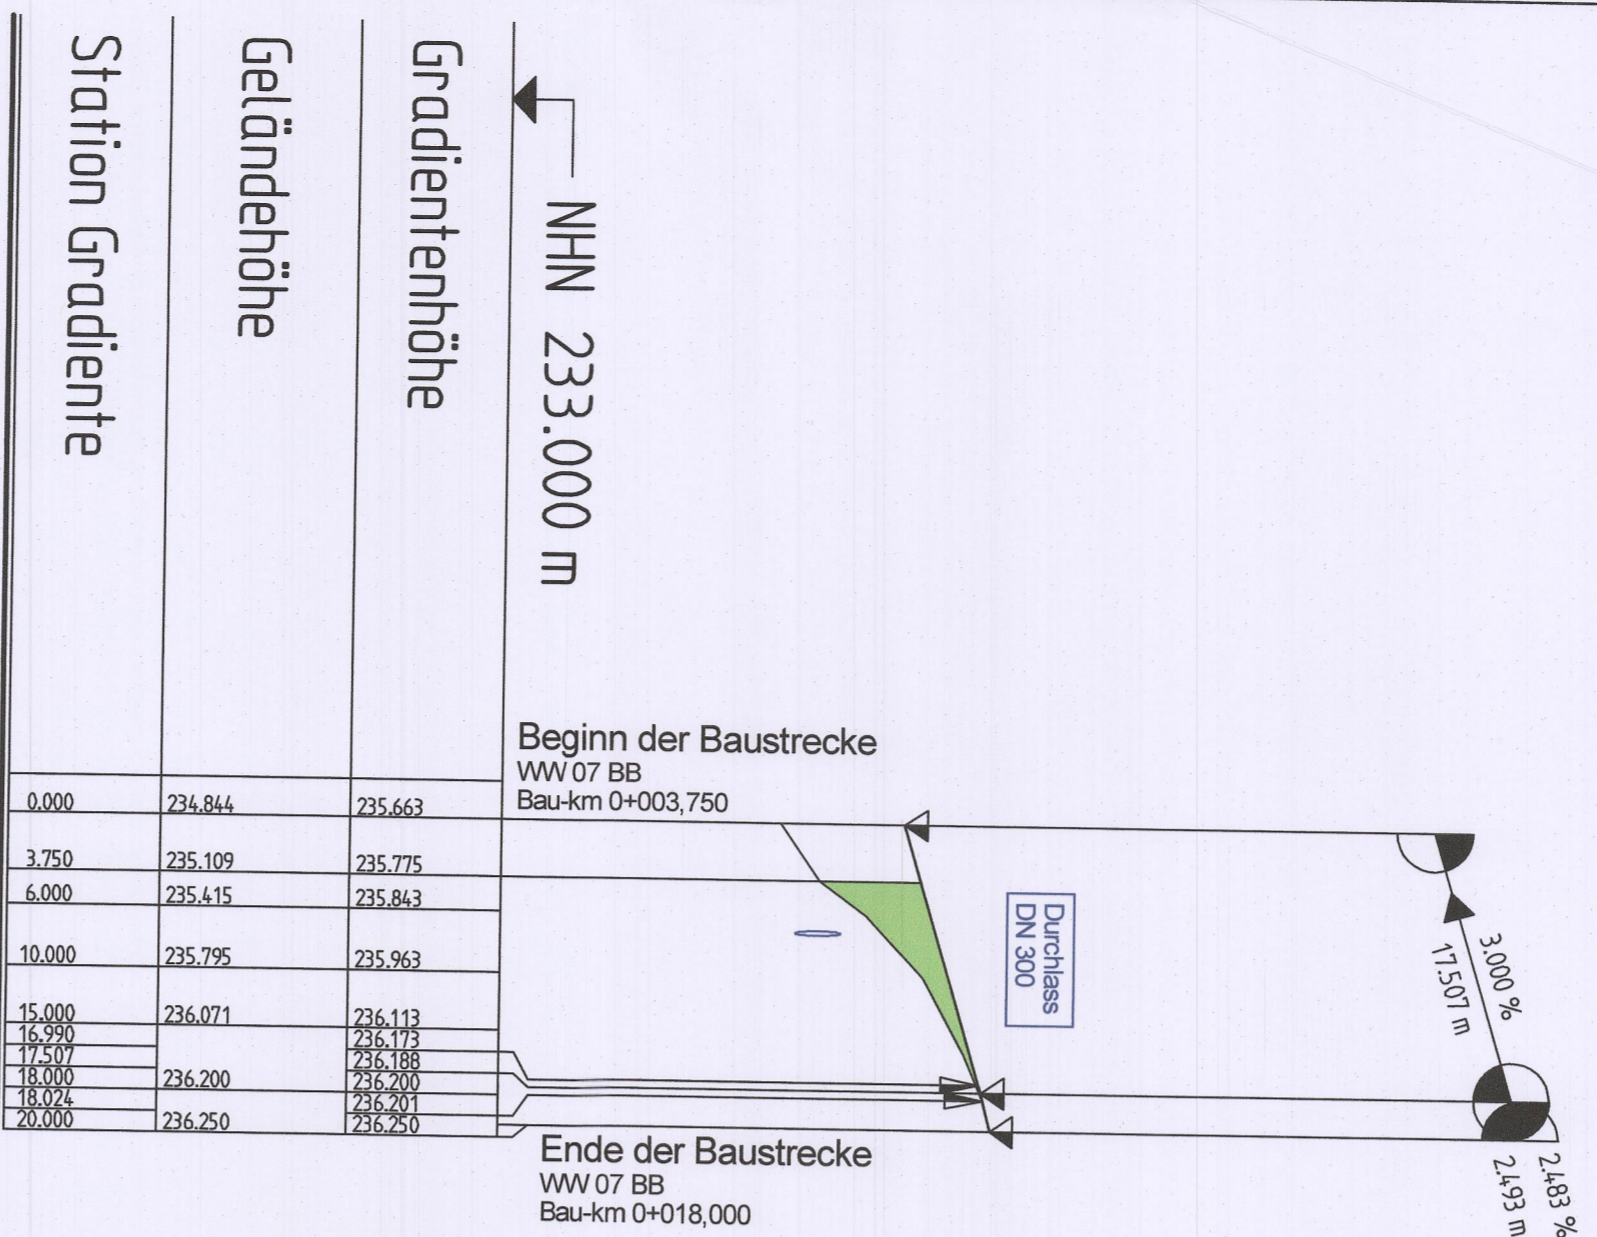 Station Gradiente
Geländehöhe
Gradientenhöhe
NHN 233.000 m
Beginn der Baustrecke
WW 07 BB
Bau-km 0+003,750
0.000 234.844 235.663
3.750 235.109 235.775
6.000 235.415 235.843
10.000 235.795 235.963
15.000 236.071 236.113
16.990 236.173
17.507 236.188
18.000 236.200 236.200
18.024 236.201
20.000 236.250 236.250
Ende der Baustrecke
WW 07 BB
Bau-km 0+018,000
Durchlass
DN 300
3.000 %
17.507 m
2.483 %
2.493 m